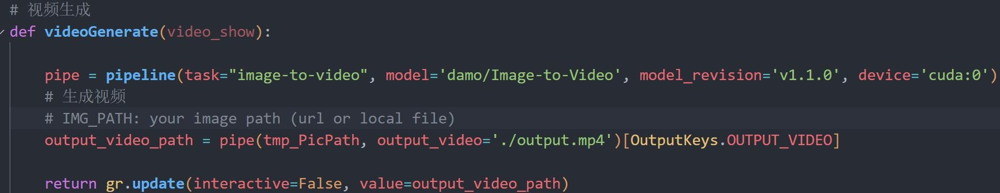 # 视频生成
def videoGenerate(video_show):
pipe = pipeline(task="image-to-video", model='damo/Image-to-Video', model_revision='v1.1.0', device='cuda:0')
# 生成视频
# IMG_PATH: your image path (url or local file)
output_video_path = pipe(tmp_PicPath, output_video='./output.mp4')[OutputKeys.OUTPUT_VIDEO]
return gr.update(interactive=False, value=output_video_path)